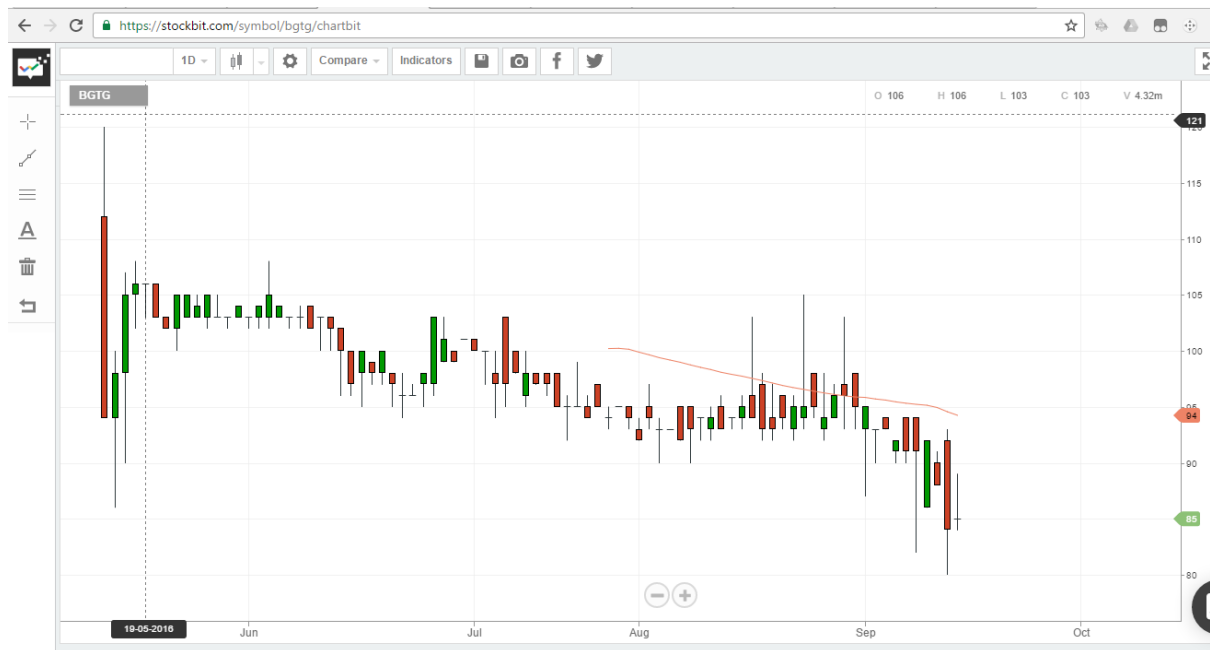 https://stockbit.com/symbol/bgtg/chartbit
1D Compare Indicators
BGTG O 106 H 106 L 103 C 103 V 4.32m
121
115
110
105
100
95
94
90
85
80
19-05-2016 Jun Jul Aug Sep Oct